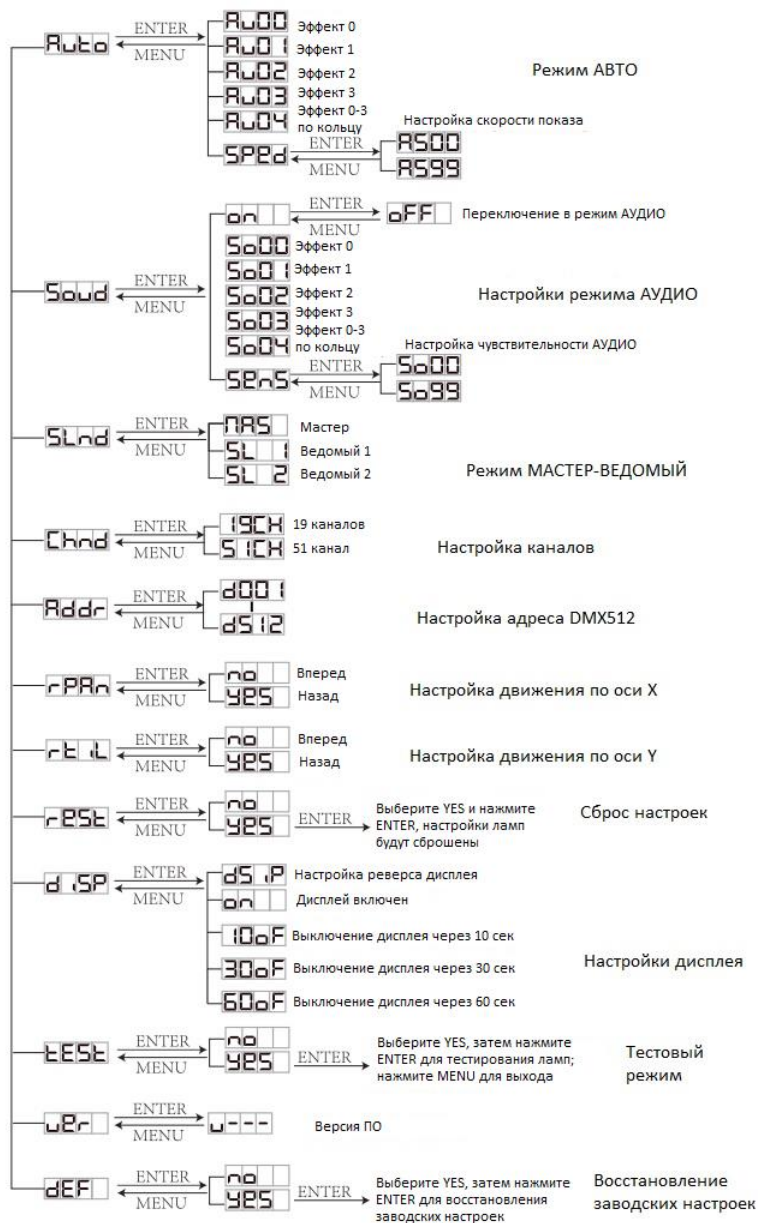 Auto ENTER MENU
Au00 Эффект 0
Au01 Эффект 1
Au02 Эффект 2
Au03 Эффект 3
Au04 Эффект 0-3
по кольцу
Режим АВТО
SPEd ENTER MENU
Настройка скорости показа
AS00
AS99
Soud ENTER MENU
on ENTER MENU oFF Переключение в режим АУДИО
So00 Эффект 0
So01 Эффект 1
So02 Эффект 2
So03 Эффект 3
So04 Эффект 0-3
по кольцу
Настройки режима АУДИО
SEnS ENTER MENU
Настройка чувствительности АУДИО
So00
So99
SLnd ENTER MENU
MAS Мастер
SL 1 Ведомый 1
SL 2 Ведомый 2
Режим МАСТЕР-ВЕДОМЫЙ
Chnd ENTER MENU
19CH 19 каналов
51CH 51 канал
Настройка каналов
Addr ENTER MENU
d001
d512
Настройка адреса DMX512
rPAn ENTER MENU
no Вперед
YES Назад
Настройка движения по оси X
rtiL ENTER MENU
no Вперед
YES Назад
Настройка движения по оси Y
rESt ENTER MENU
no
YES ENTER
Выберите YES и нажмите
ENTER, настройки ламп
будут сброшены
Сброс настроек
diSP ENTER MENU
dSiP Настройка реверса дисплея
on Дисплей включен
10oF Выключение дисплея через 10 сек
30oF Выключение дисплея через 30 сек
60oF Выключение дисплея через 60 сек
Настройки дисплея
tESt ENTER MENU
no
YES ENTER
Выберите YES, затем нажмите
ENTER для тестирования ламп;
нажмите MENU для выхода
Тестовый
режим
uEr ENTER MENU
u--- Версия ПО
dEF ENTER MENU
no
YES ENTER
Выберите YES, затем нажмите
ENTER для восстановления
заводских настроек
Восстановление
заводских настроек